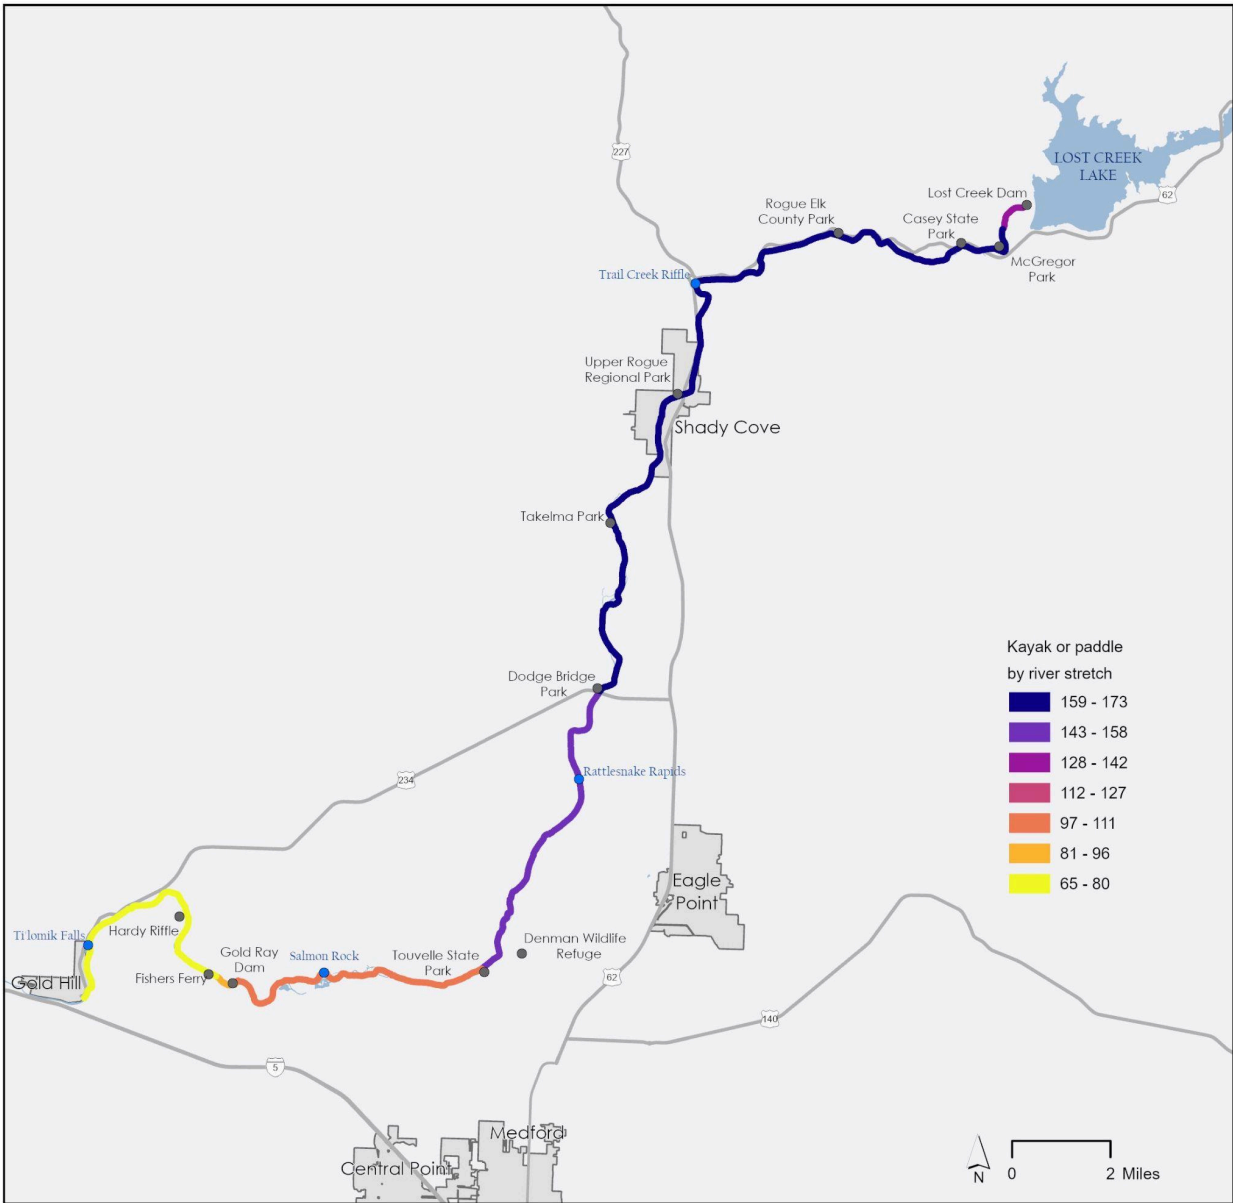 227
LOST CREEK
LAKE
62
Lost Creek Dam
Rogue Elk
County Park
Casey State
Park
McGregor
Park
Trail Creek Riffle
Upper Rogue
Regional Park
Shady Cove
Takelma Park
Dodge Bridge
Park
Rattlesnake Rapids
234
Kayak or paddle
by river stretch
159 - 173
143 - 158
128 - 142
112 - 127
97 - 111
81 - 96
65 - 80
Eagle
Point
Ti'lomik Falls
Hardy Riffle
Gold Ray
Dam
Salmon Rock
Touvelle State
Park
Denman Wildlife
Refuge
Gold Hill
Fishers Ferry
62
140
5
Medford
Central Point
N
0
2 Miles